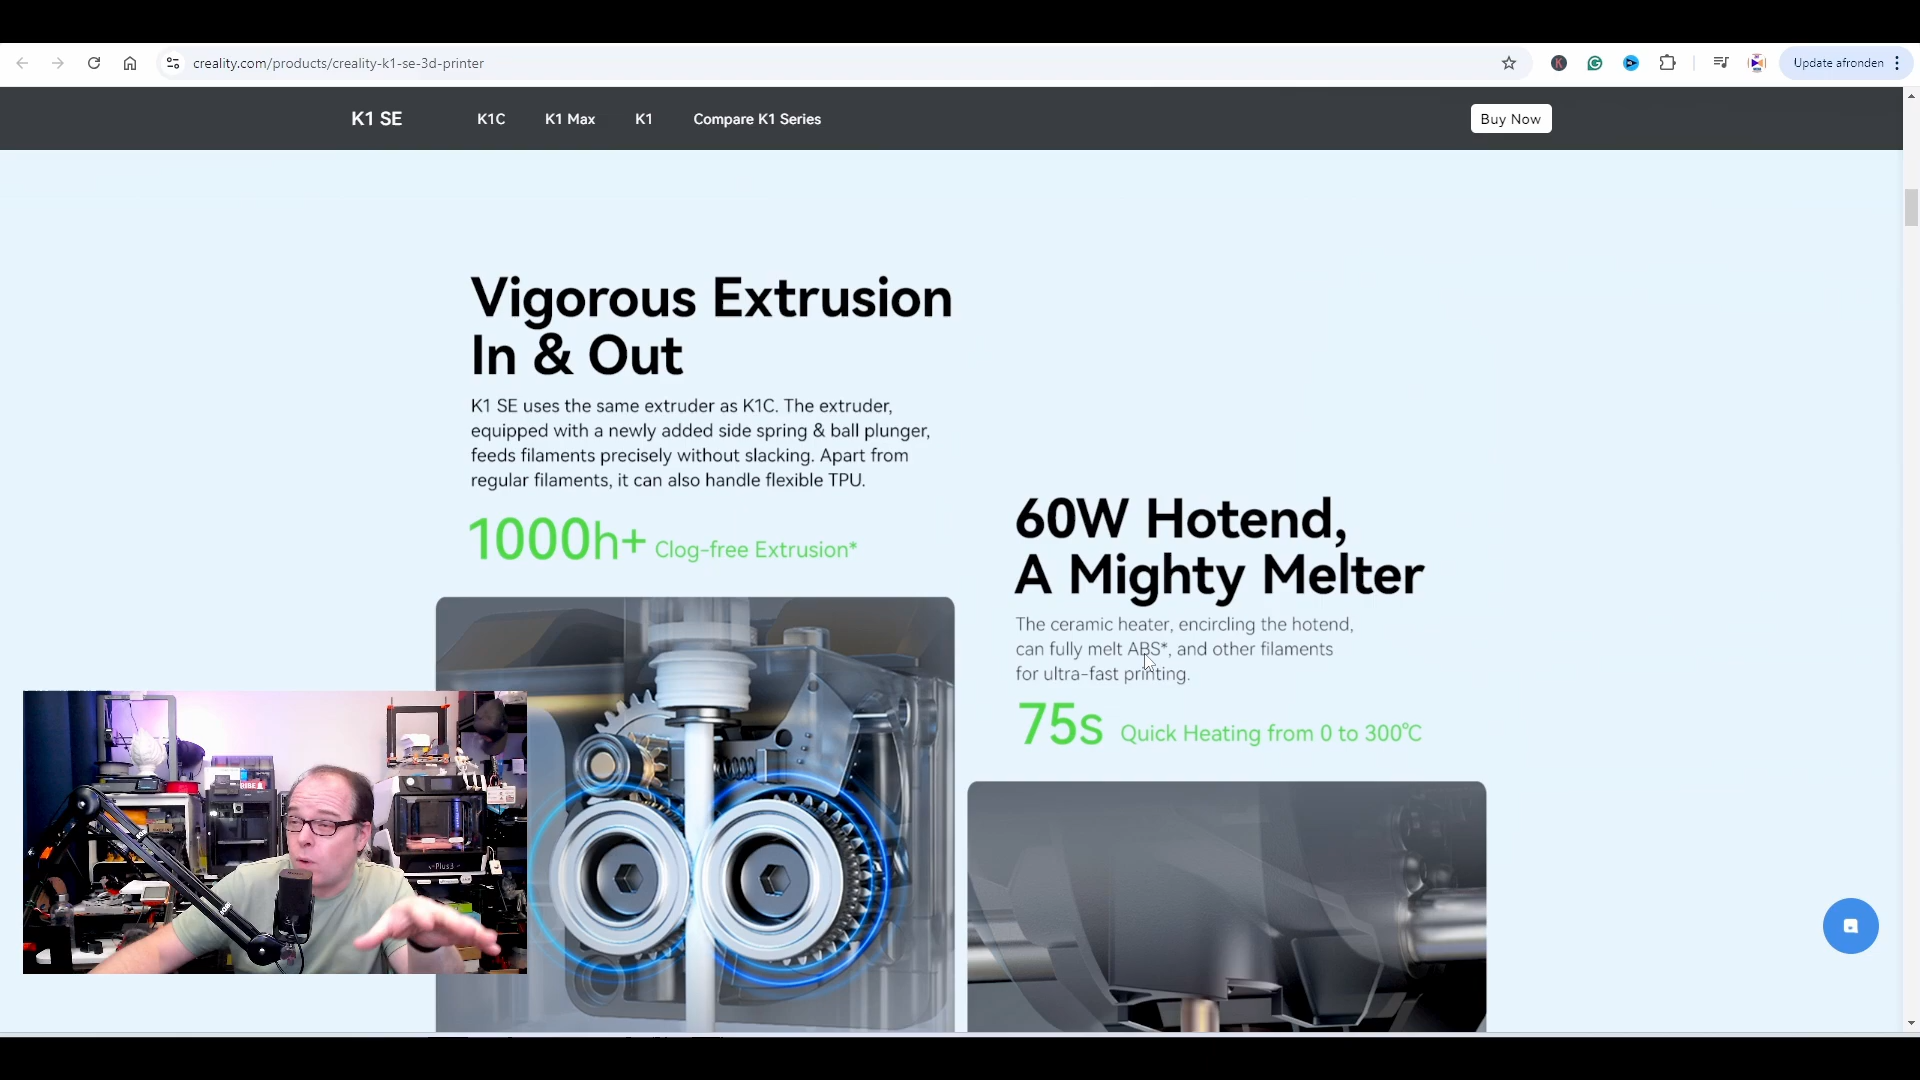 creality.com/products/creality-k1-se-3d-printer
Update afronden
K1 SE
K1C
K1 Max
K1
Compare K1 Series
Buy Now
Vigorous Extrusion
In & Out
K1 SE uses the same extruder as K1C. The extruder,
equipped with a newly added side spring & ball plunger,
feeds filaments precisely without slacking. Apart from
regular filaments, it can also handle flexible TPU.
1000h+ Clog-free Extrusion*
60W Hotend,
A Mighty Melter
The ceramic heater, encircling the hotend,
can fully melt ABS*, and other filaments
for ultra-fast printing.
75s Quick Heating from 0 to 300℃
-Plus3